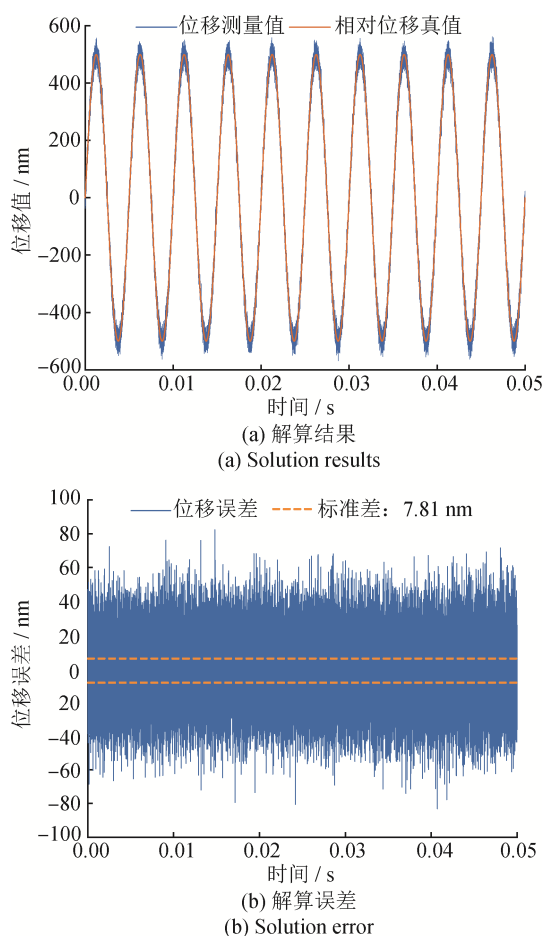 位移测量值 相对位移真值
600
400
200
0
−200
−400
−600
位移值 / nm
0.00 0.01 0.02 0.03 0.04 0.05
时间 / s
(a) 解算结果
(a) Solution results
位移误差 标准差：7.81 nm
100
80
60
40
20
0
20
−40
−60
−80
−100
位移误差 / nm
0.00 0.01 0.02 0.03 0.04 0.05
时间 / s
(b) 解算误差
(b) Solution error